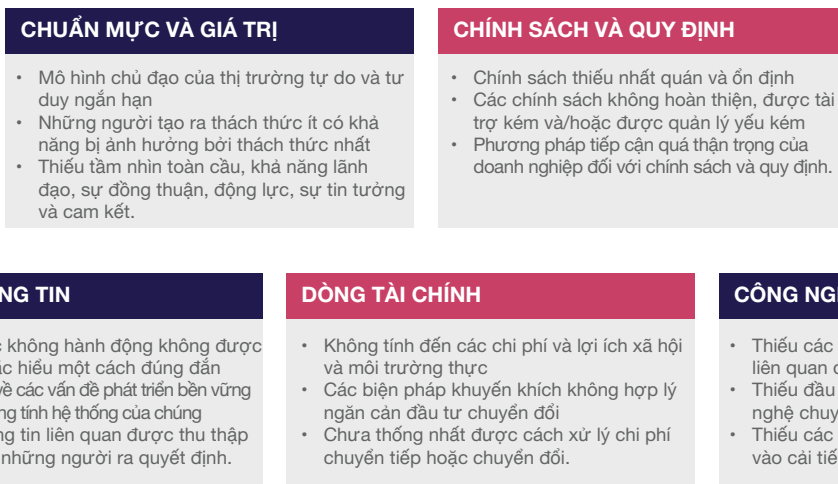 CHUẨN MỰC VÀ GIÁ TRỊ
• Mô hình chủ đạo của thị trường tự do và tư
duy ngắn hạn
• Những người tạo ra thách thức ít có khả
năng bị ảnh hưởng bởi thách thức nhất
• Thiếu tầm nhìn toàn cầu, khả năng lãnh
đạo, sự đồng thuận, động lực, sự tin tưởng
và cam kết.
CHÍNH SÁCH VÀ QUY ĐỊNH
• Chính sách thiếu nhất quán và ổn định
• Các chính sách không hoàn thiện, được tài
trợ kém và/hoặc được quản lý yếu kém
• Phương pháp tiếp cận quá thận trọng của
doanh nghiệp đối với chính sách và quy định.
NG TIN
không hành động không được
hiểu một cách đúng đắn
về các vấn đề phát triển bền vững
ng tính hệ thống của chúng
ng tin liên quan được thu thập
những người ra quyết định.
DÒNG TÀI CHÍNH
• Không tính đến các chi phí và lợi ích xã hội
và môi trường thực
• Các biện pháp khuyến khích không hợp lý
ngăn cản đầu tư chuyển đổi
• Chưa thống nhất được cách xử lý chi phí
chuyển tiếp hoặc chuyển đổi.
CÔNG NG
• Thiếu các
liên quan
• Thiếu đầu
nghệ chuy
• Thiếu các
vào cải tiế